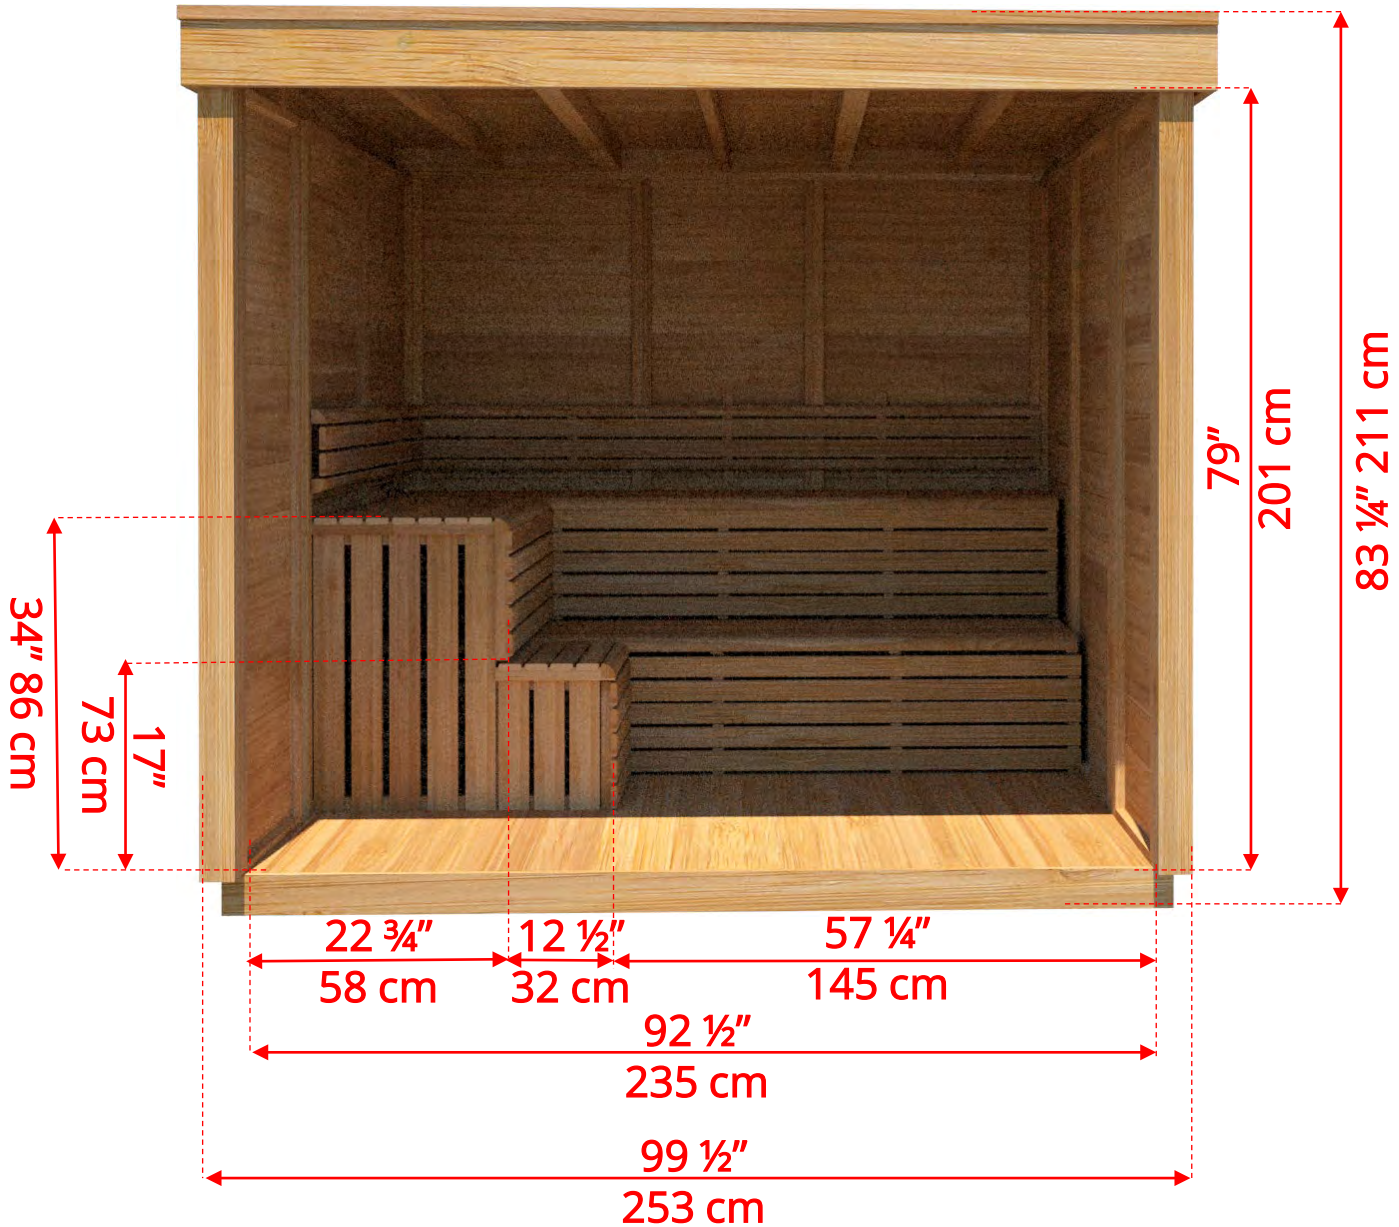 79”
201 cm
83 ¼” 211 cm
34” 86 cm
17”
73 cm
22 ¾”
58 cm
12 ½”
32 cm
57 ¼”
145 cm
92 ½”
235 cm
99 ½”
253 cm